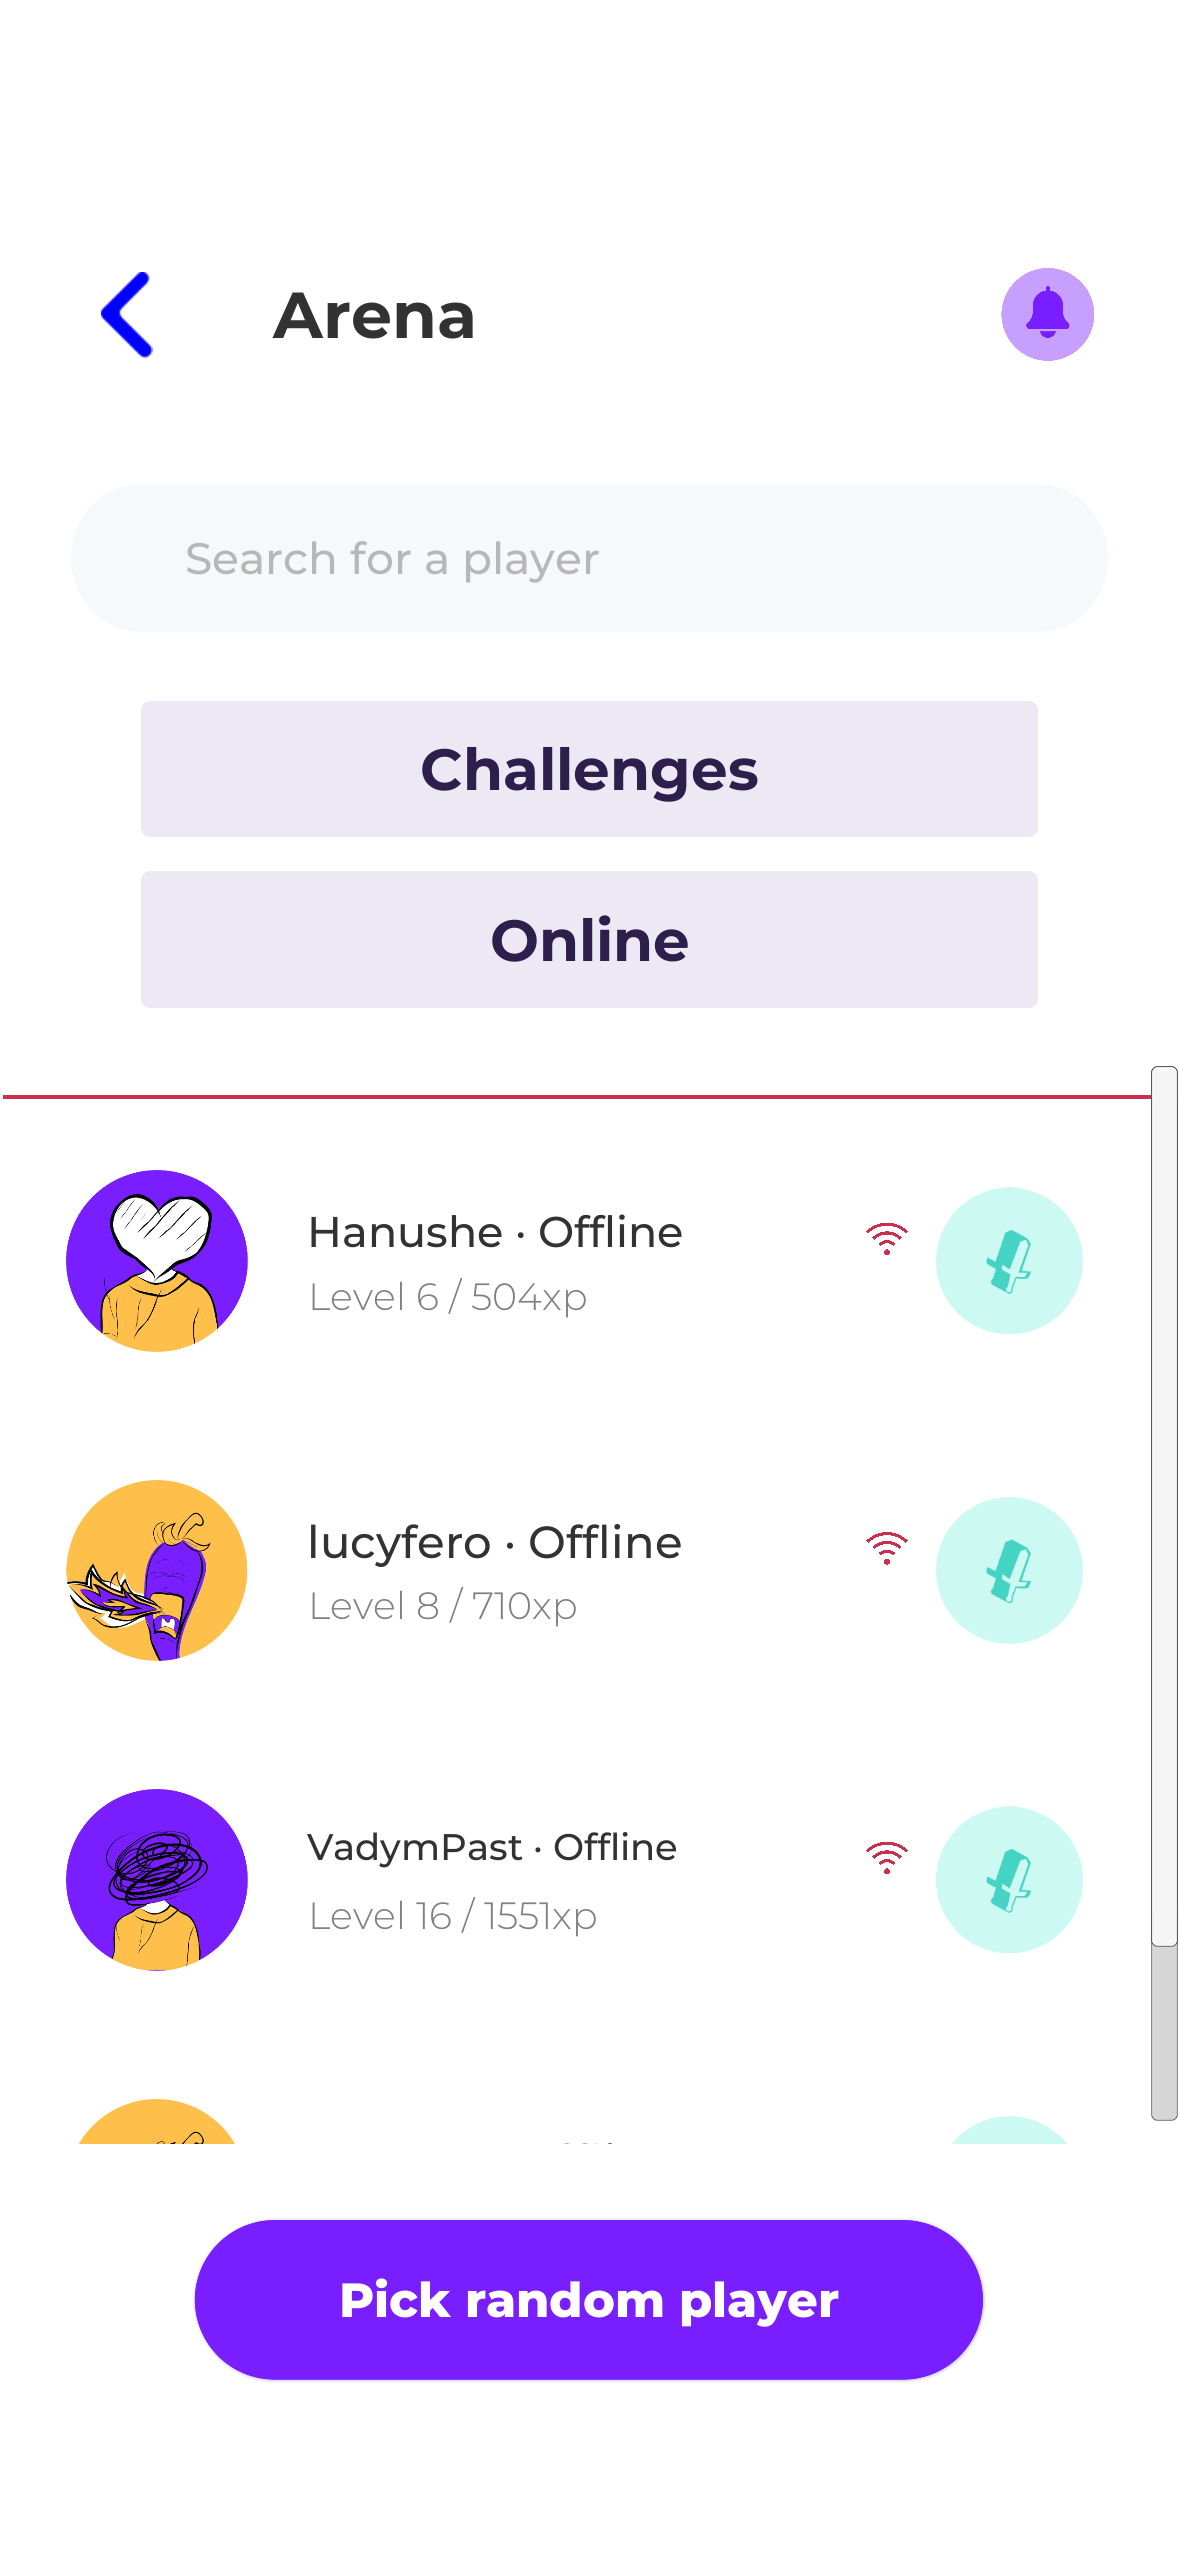 Arena
Search for a player
Challenges
Online
Hanushe · Offline
Level 6 / 504xp
lucyfero · Offline
Level 8 / 710xp
VadymPast · Offline
Level 16 / 1551xp
Pick random player